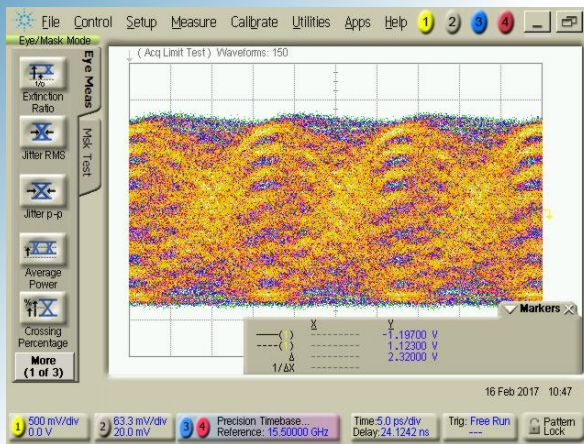 File Control Setup Measure Calibrate Utilities Apps Help 1 2 3 4
Eye/Mask Mode
( Acq Limit Test ) Waveforms: 150
Eye Meas
Msk Test
1/0
Extinction
Ratio
Jitter RMS
Jitter p-p
Average
Power
%
Crossing
Percentage
More
(1 of 3)
Markers
X Y
-1.19700 V
1.12300 V
Δ 2.32000 V
1/ΔX
16 Feb 2017 10:47
1 500 mV/div
0.0 V
2 63.3 mV/div
20.0 mV
3 4 Precision Timebase...
Reference: 15.50000 GHz
Time:5.0 ps/div
Delay:24.1242 ns
Trig: Free Run
---
Pattern
Lock